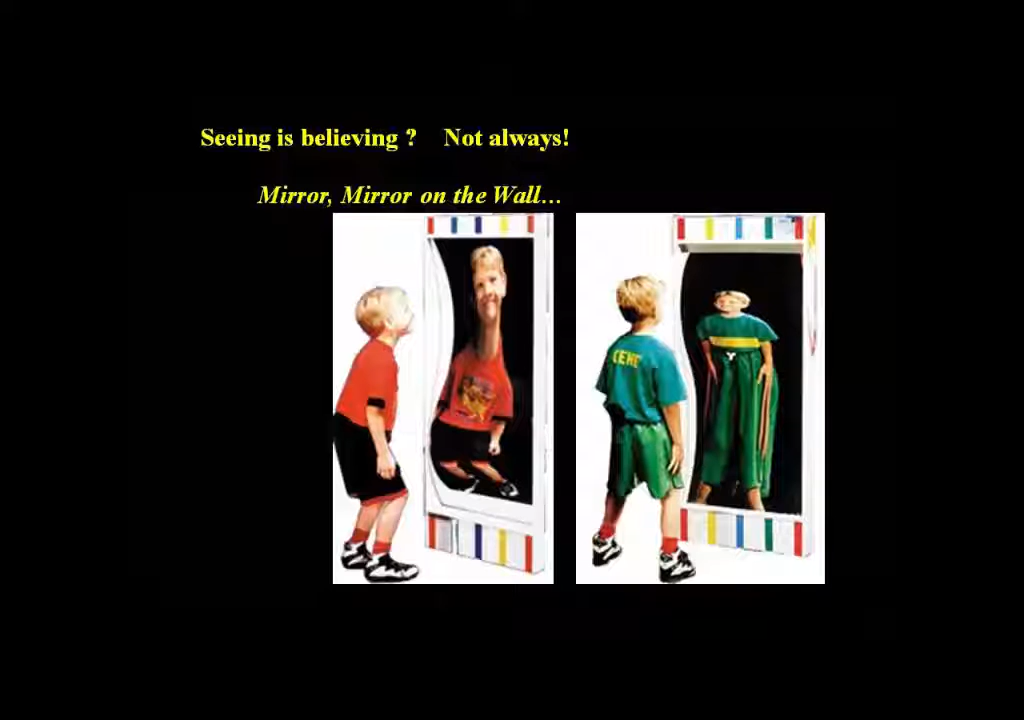 Seeing is believing ? Not always!
Mirror, Mirror on the Wall…